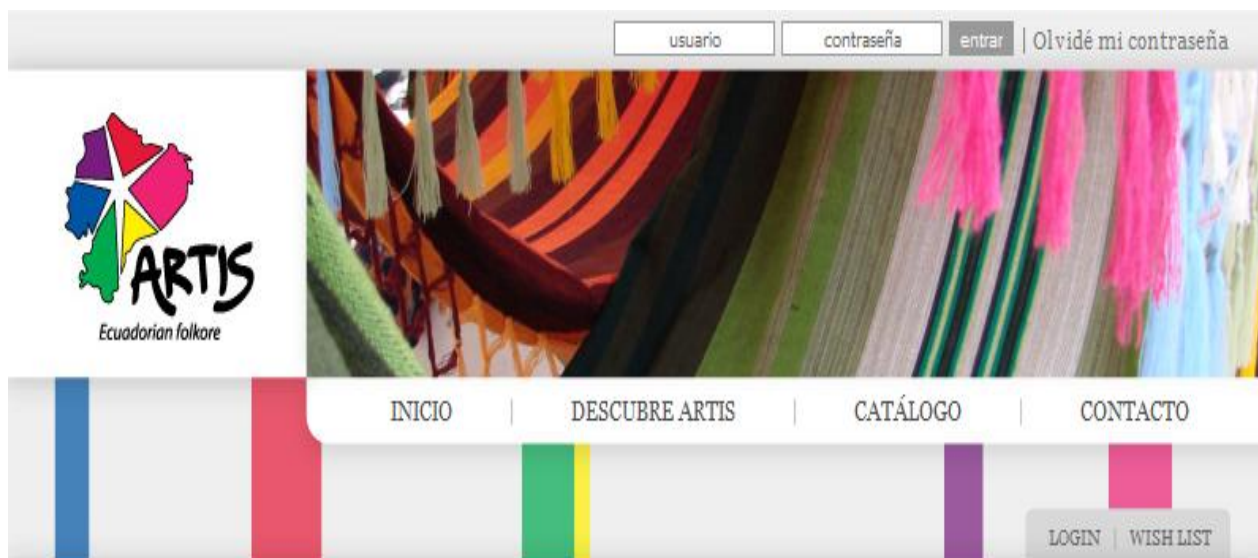 usuario contraseña entrar | Olvidé mi contraseña
ARTIS
Ecuadorian folkore
INICIO | DESCUBRE ARTIS | CATÁLOGO | CONTACTO
LOGIN | WISH LIST